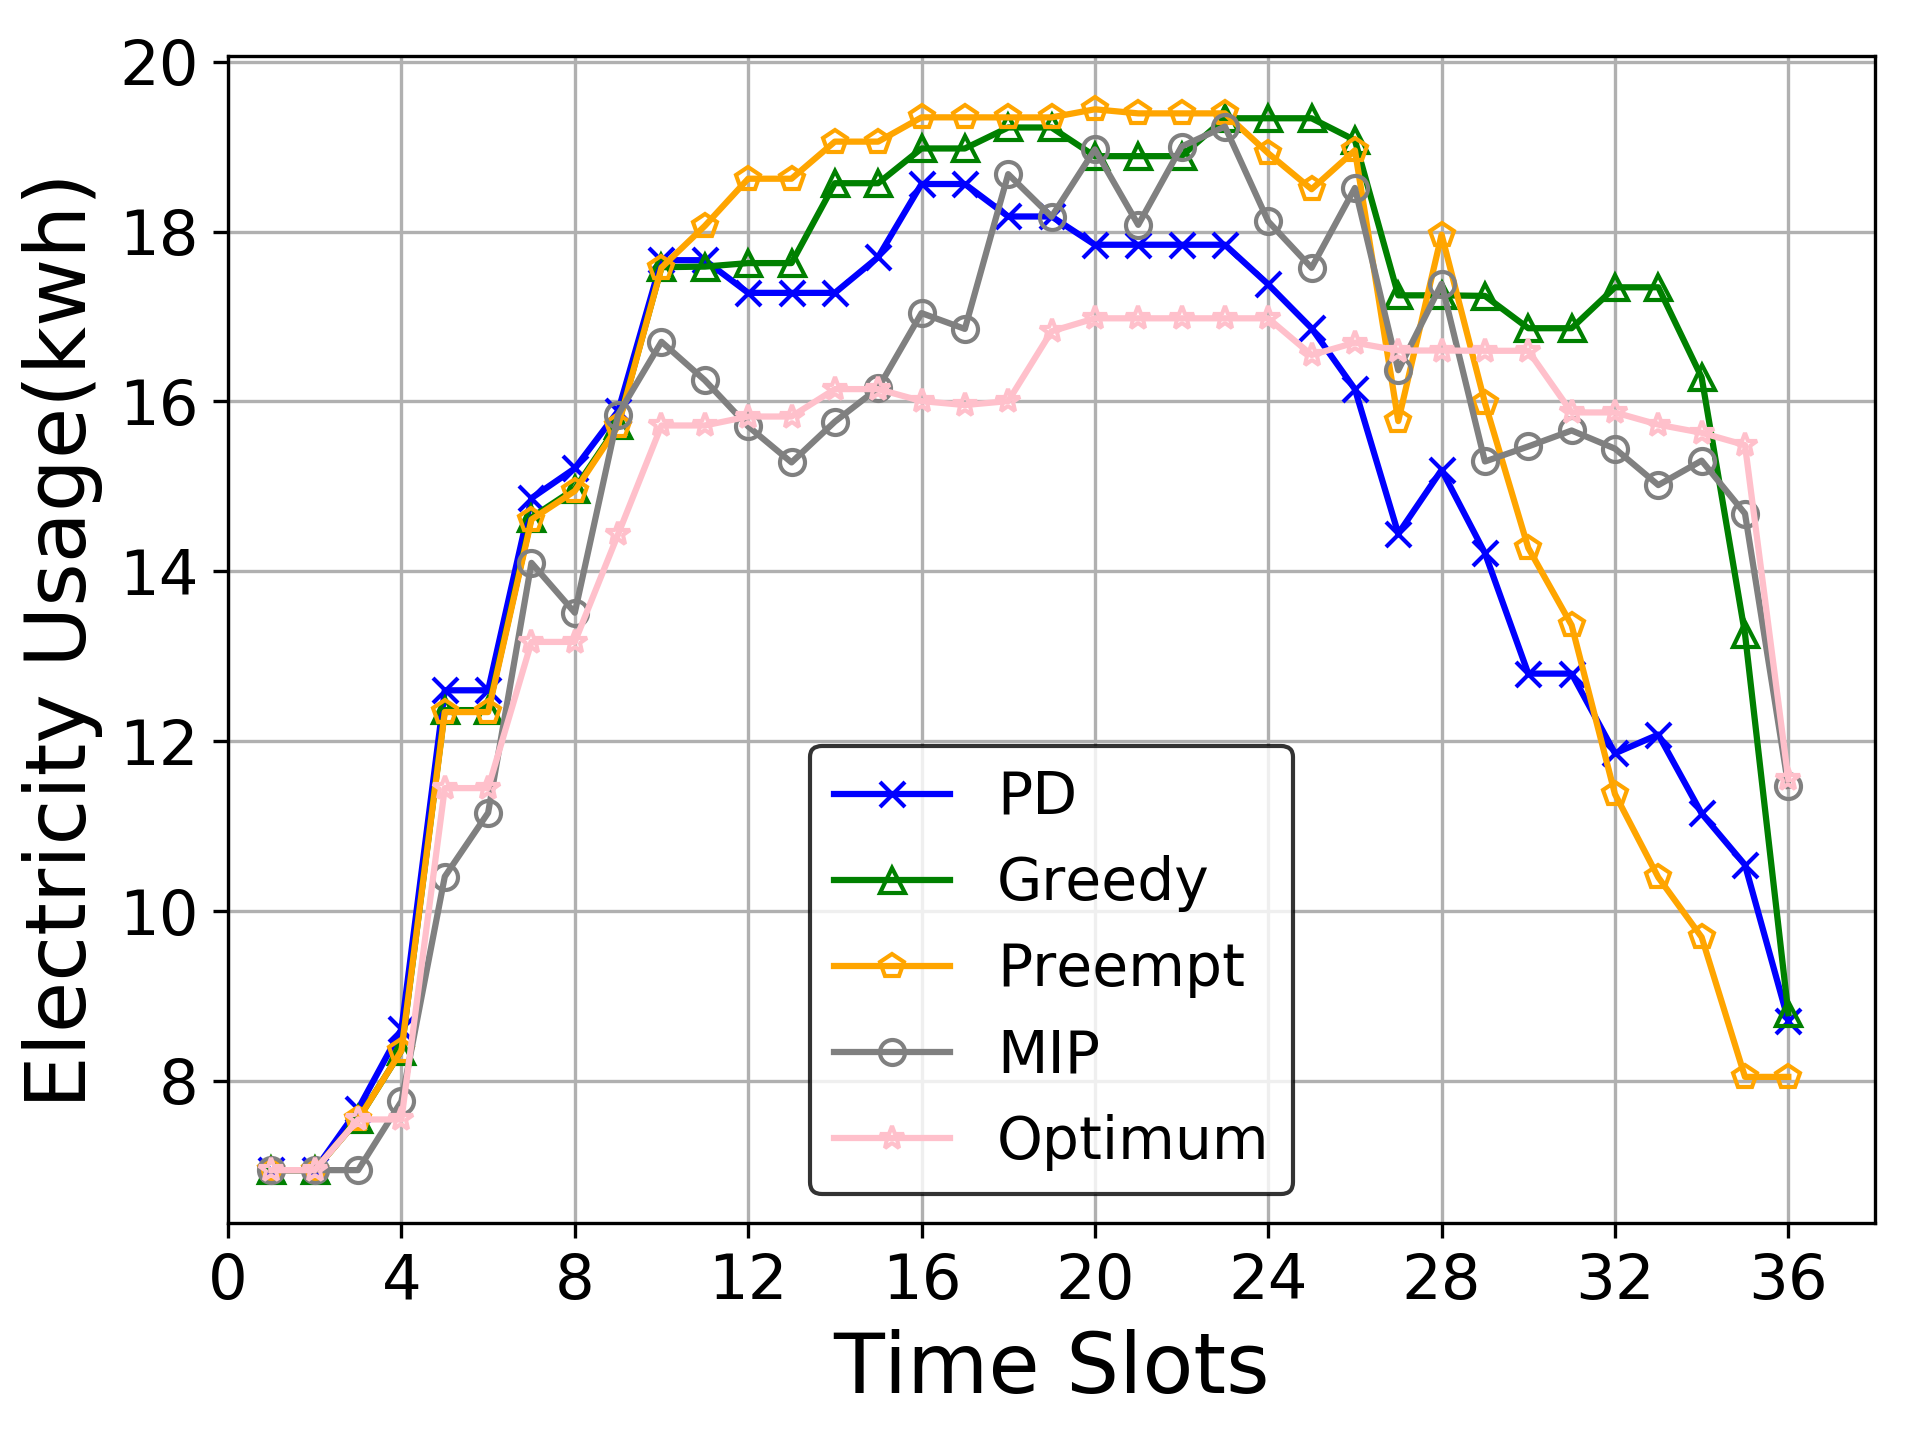 Electricity Usage(kwh)
20
18
16
14
12
10
8
PD
Greedy
Preempt
MIP
Optimum
0 4 8 12 16 20 24 28 32 36
Time Slots